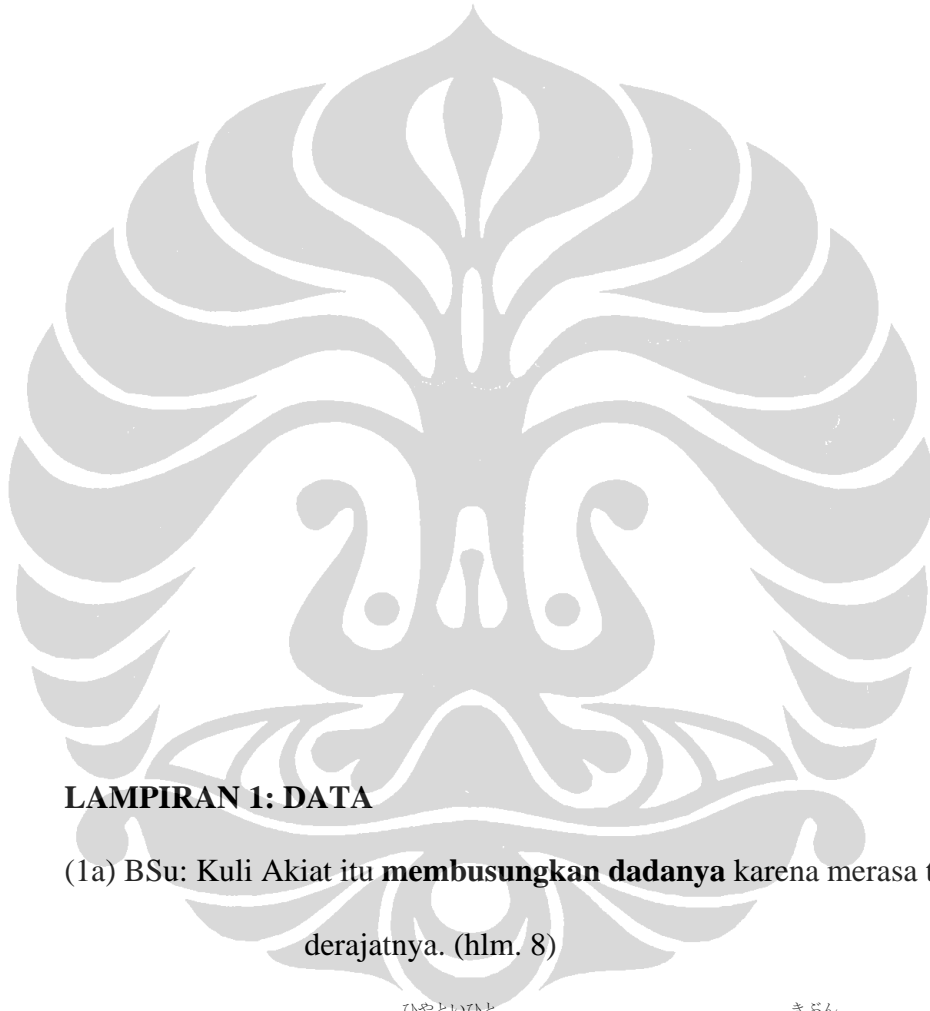 LAMPIRAN 1: DATA
(1a) BSu: Kuli Akiat itu membusungkan dadanya karena merasa
derajatnya. (hlm. 8)